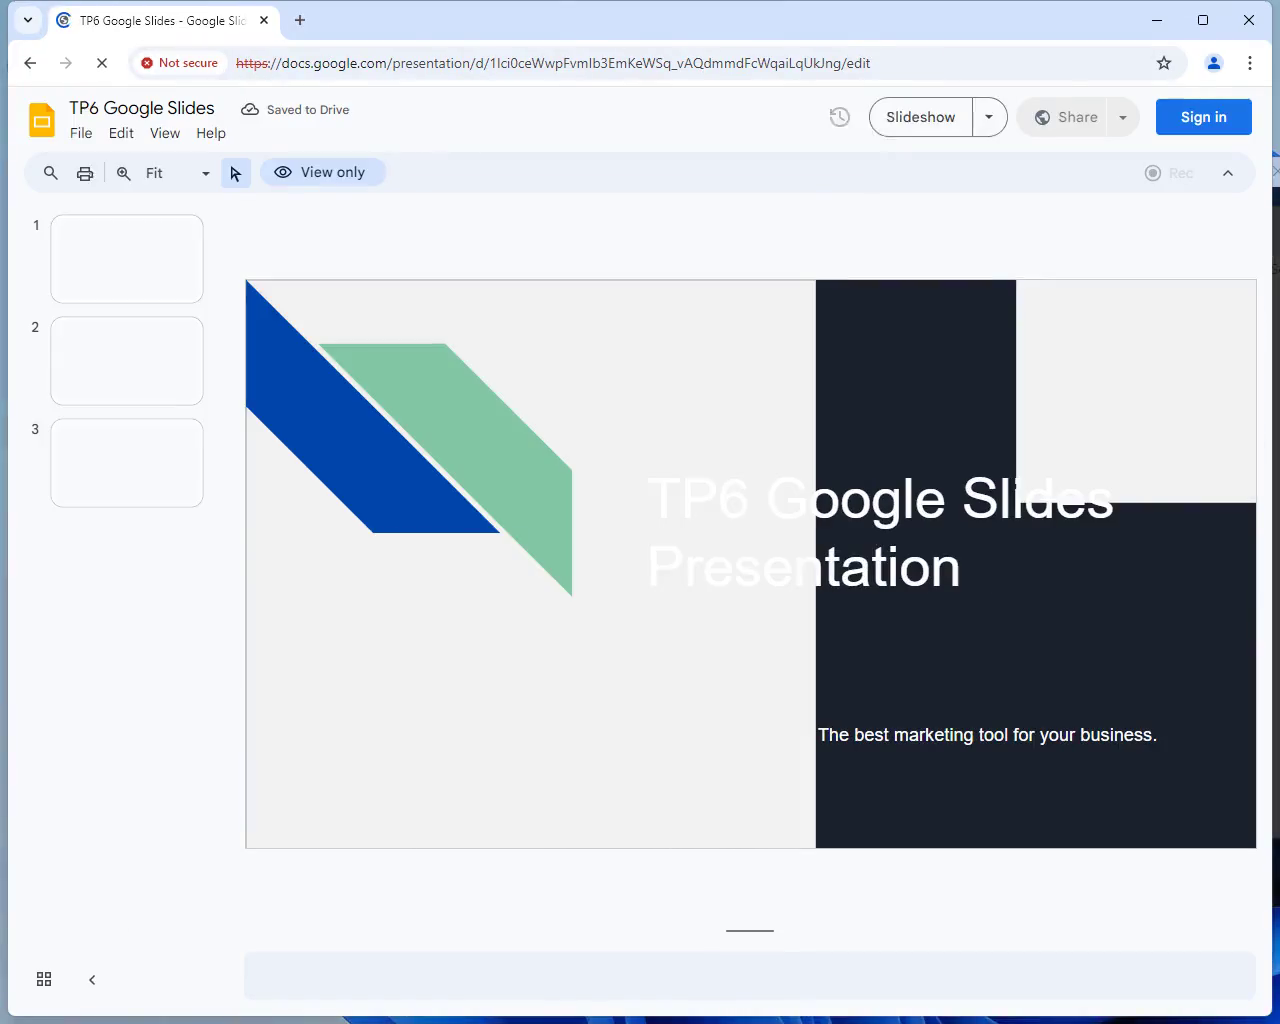 TP6 Google Slides - Google Slic
Not secure
https://docs.google.com/presentation/d/1Ici0ceWwpFvmIb3EmKeWSq_vAQdmmdFcWqaiLqUkJng/edit
TP6 Google Slides
Saved to Drive
File Edit View Help
Slideshow
Share
Sign in
Fit
View only
Rec
1
2
3
TP6 Google Slides
Presentation
The best marketing tool for your business.